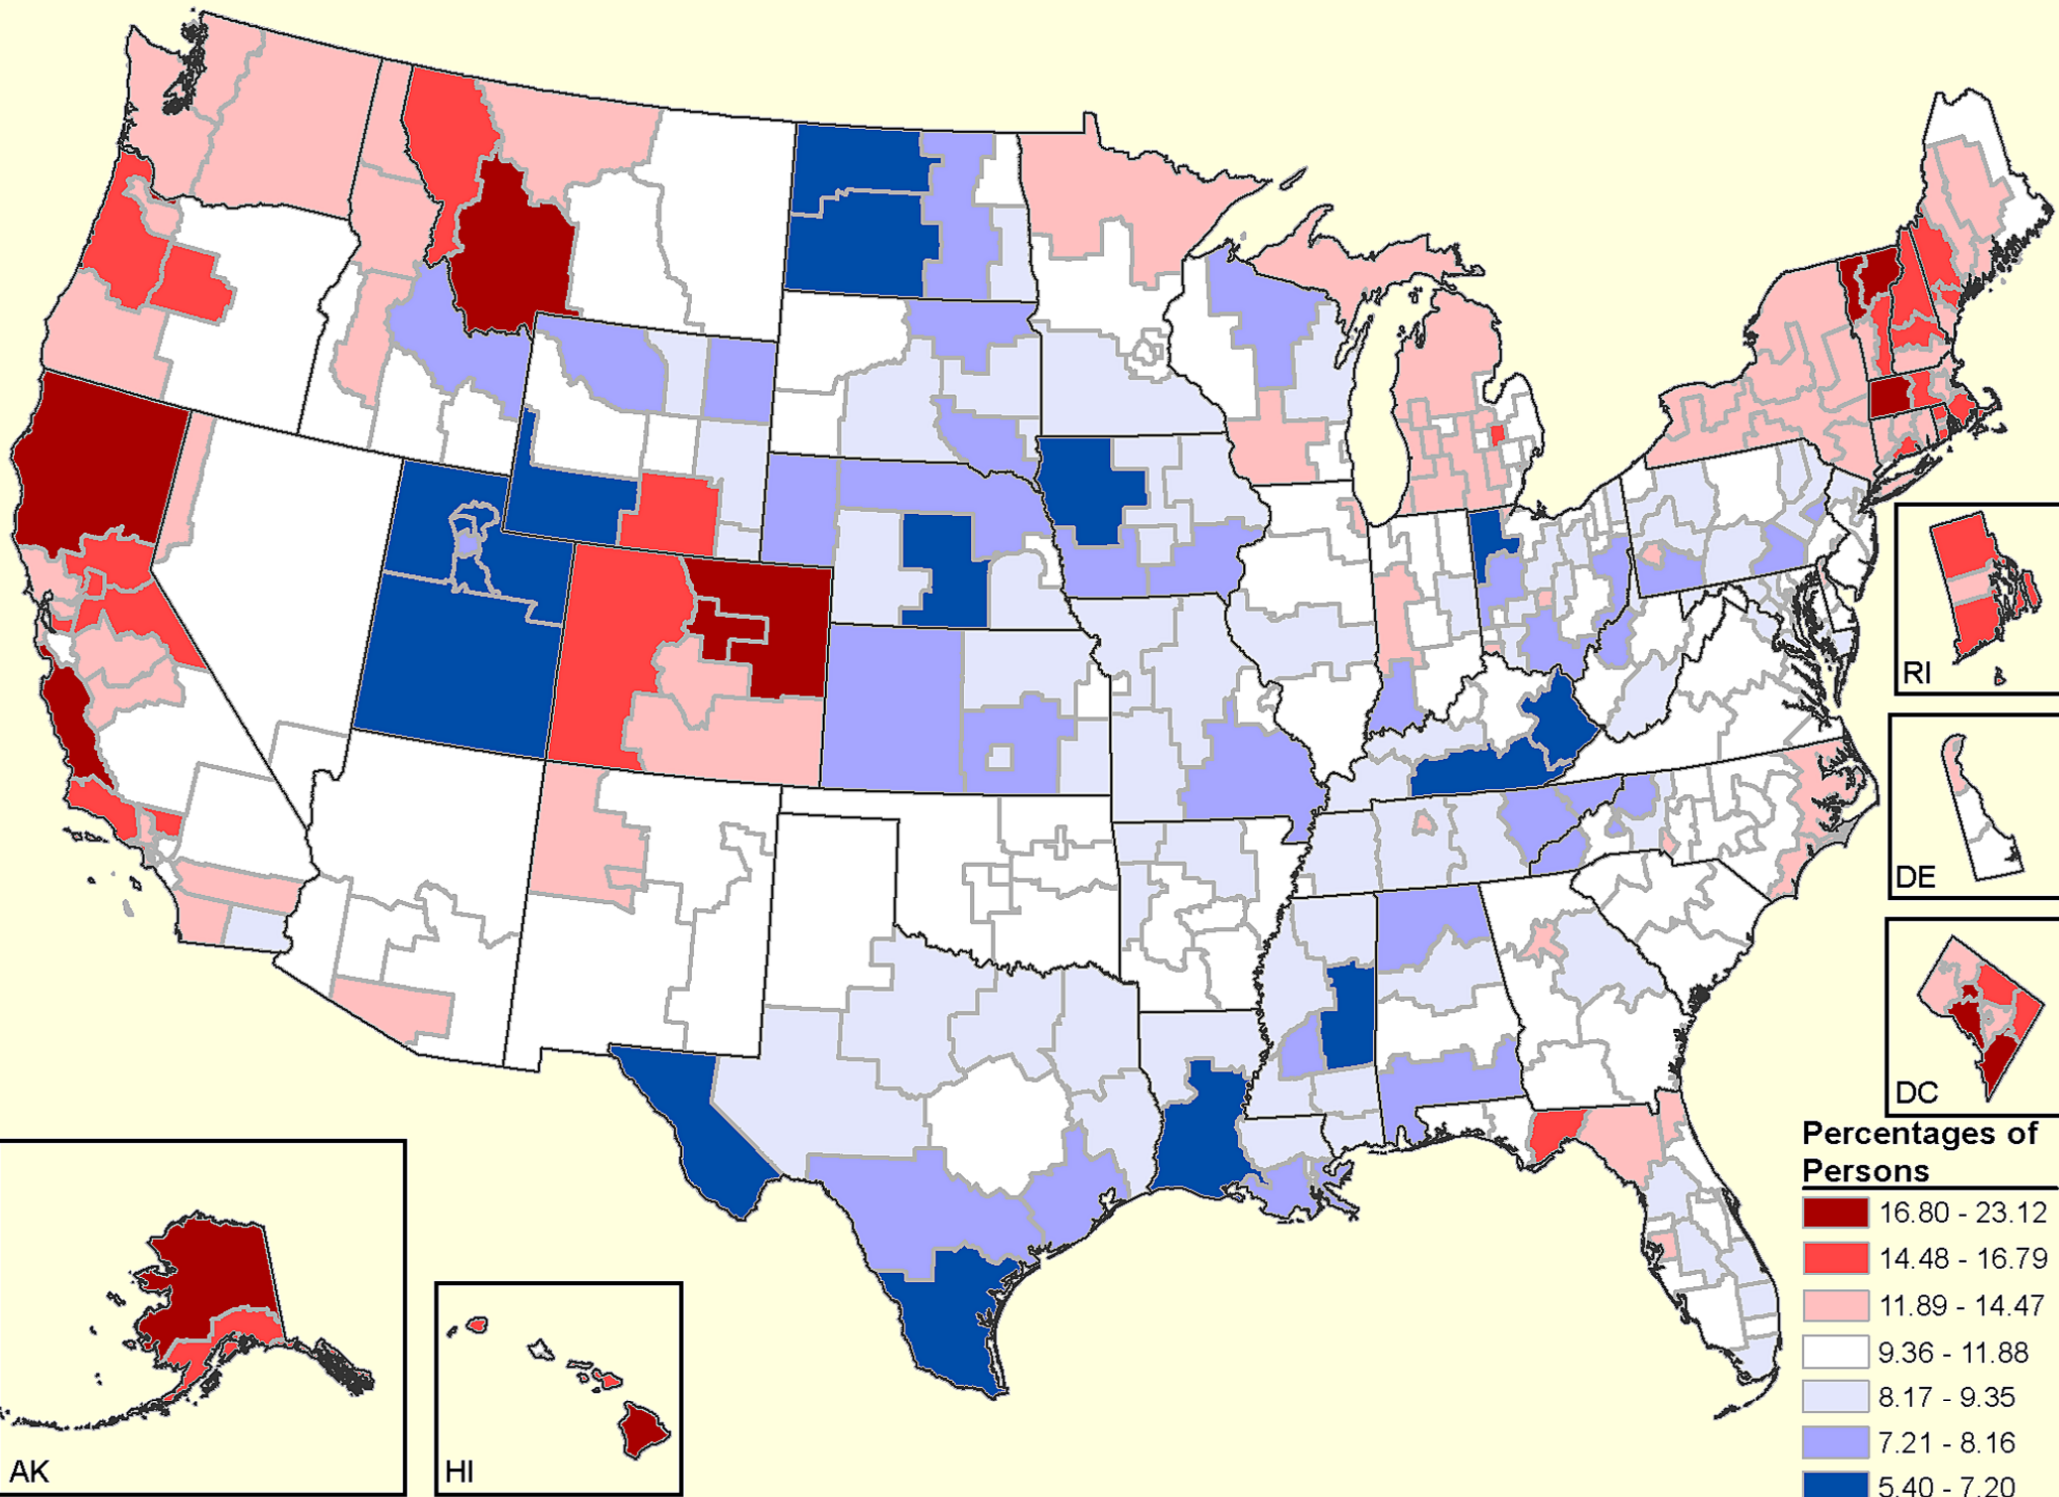 RI
DE
DC
AK
HI
Percentages of
Persons
16.80 - 23.12
14.48 - 16.79
11.89 - 14.47
9.36 - 11.88
8.17 - 9.35
7.21 - 8.16
5.40 - 7.20